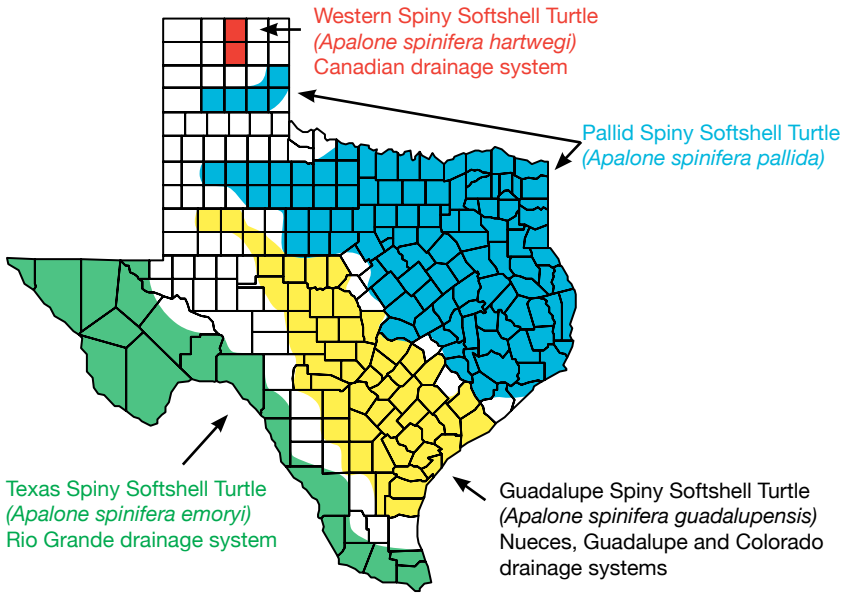 Western Spiny Softshell Turtle
(Apalone spinifera hartwegi)
Canadian drainage system
Pallid Spiny Softshell Turtle
(Apalone spinifera pallida)
Texas Spiny Softshell Turtle
(Apalone spinifera emoryi)
Rio Grande drainage system
Guadalupe Spiny Softshell Turtle
(Apalone spinifera guadalupensis)
Nueces, Guadalupe and Colorado
drainage systems